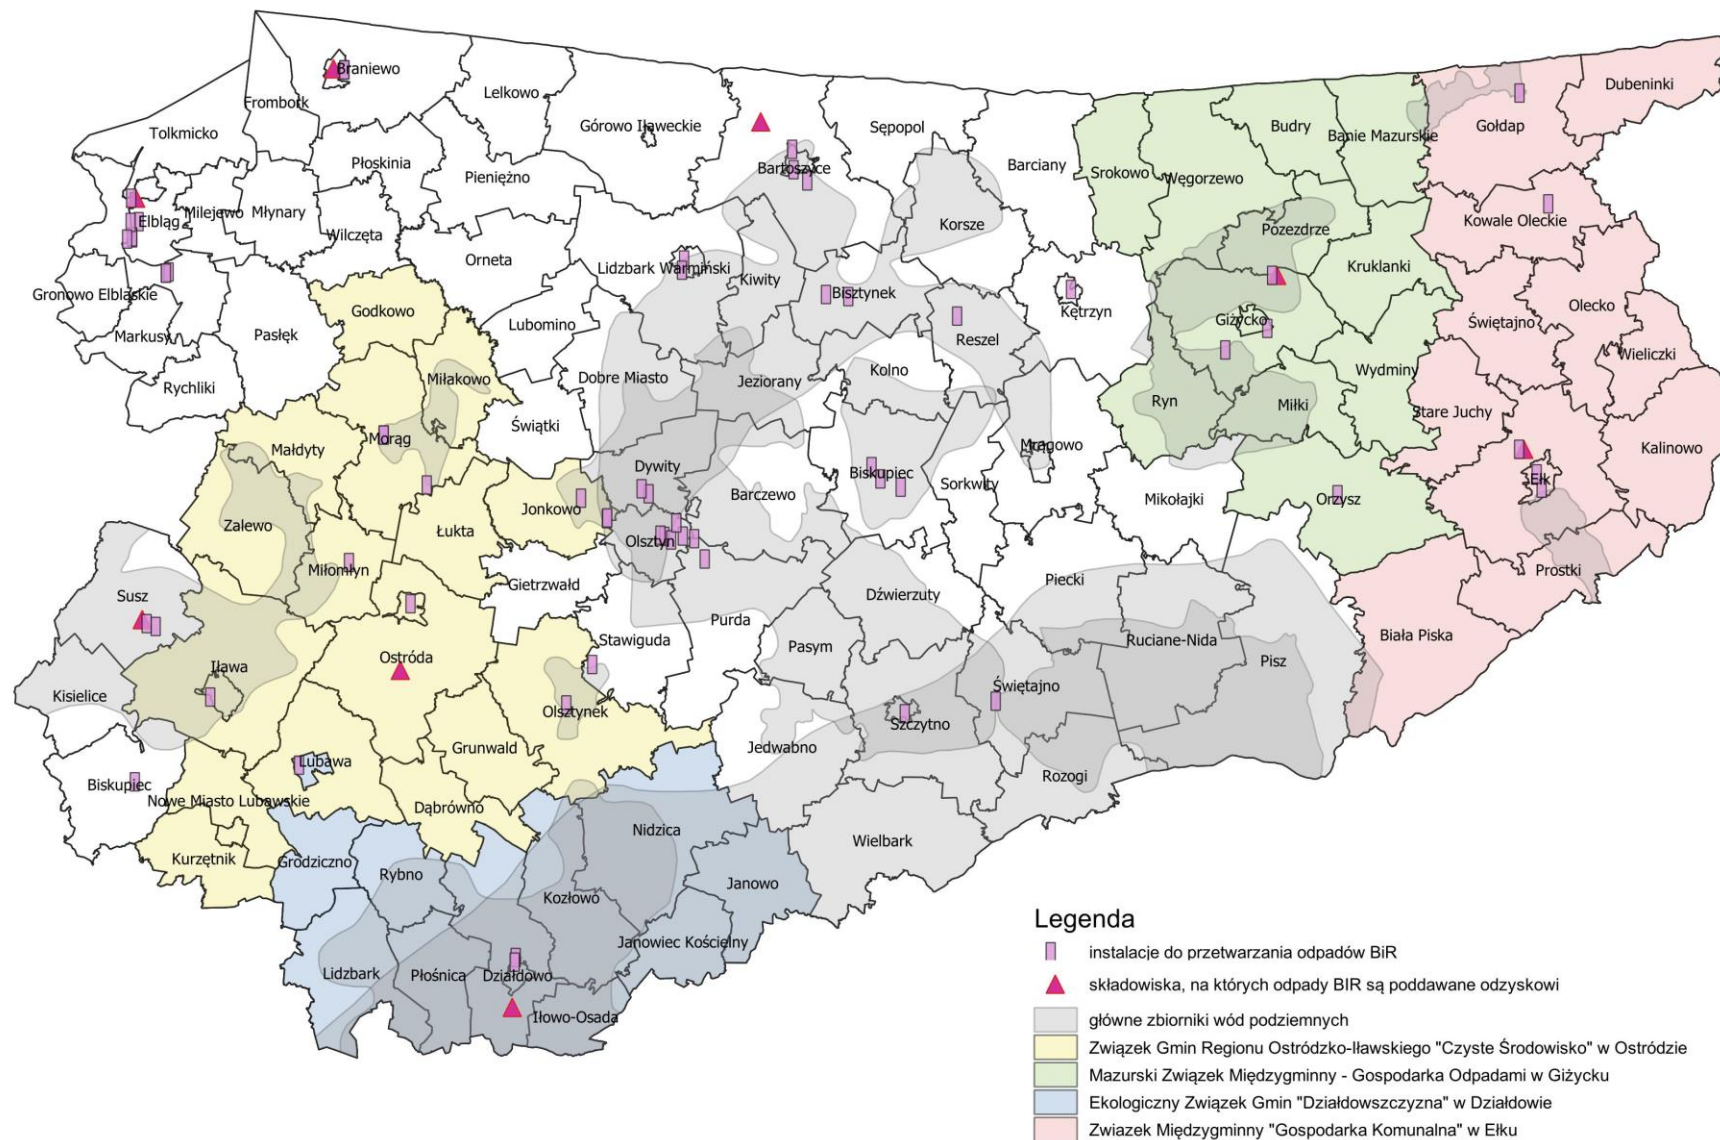 Braniewo
Dubeninki
Lelkowo
Frombork
Gołdap
Budry
Górowo Iławeckie
Sępopol
Tolkmicko
Banie Mazurskie
Płoskinia
Barciany
Bartoszyce
Srokowo
Pieniężno
Węgorzewo
Milejewo
Młynary
Elbląg
Kowale Oleckie
Korsze
Pozezdrze
Wilczęta
Orneta
Lidzbark Warmiński
Kruklanki
Kiwity
Gronowo Elbląskie
Bisztynek
Olecko
Godkowo
Kętrzyn
Giżycko
Świętajno
Lubomino
Markusy
Pasłęk
Reszel
Wieliczki
Kolno
Wydminy
Miłakowo
Dobre Miasto
Jeziorany
Rychliki
Ryn
Miłki
Stare Juchy
Świątki
Morąg
Mrągowo
Małdyty
Kalinowo
Dywity
Biskupiec
Ełk
Sorkwity
Barczewo
Mikołajki
Orzysz
Jonkowo
Zalewo
Łukta
Olsztyn
Miłomłyn
Prostki
Gietrzwałd
Piecki
Susz
Dźwierzuty
Purda
Stawiguda
Ruciane-Nida
Biała Piska
Pasym
Ostróda
Pisz
Iława
Kisielice
Świętajno
Olsztynek
Szczytno
Grunwald
Jedwabno
Lubawa
Rozogi
Biskupiec
Nowe Miasto Lubawskie
Dąbrówno
Nidzica
Wielbark
Kurzętnik
Grodziczno
Rybno
Janowo
Kozłowo
Janowiec Kościelny
Lidzbark
Płośnica
Działdowo
Iłowo-Osada
Legenda
instalacje do przetwarzania odpadów BiR
składowiska, na których odpady BIR są poddawane odzyskowi
główne zbiorniki wód podziemnych
Związek Gmin Regionu Ostródzko-Iławskiego "Czyste Środowisko" w Ostródzie
Mazurski Związek Międzygminny - Gospodarka Odpadami w Giżycku
Ekologiczny Związek Gmin "Działdowszczyzna" w Działdowie
Zwiazek Międzygminny "Gospodarka Komunalna" w Ełku